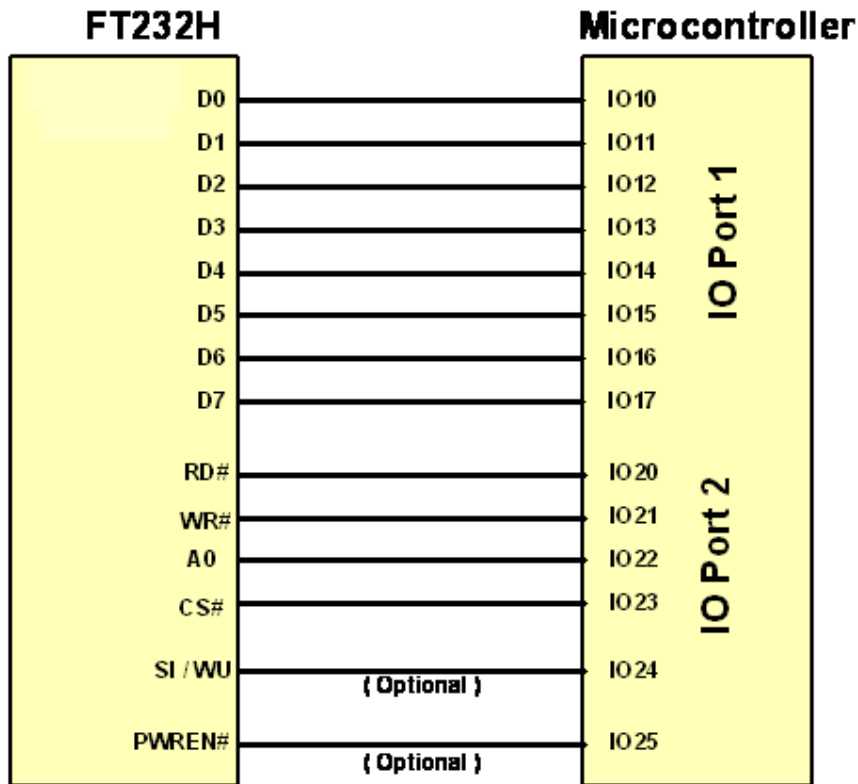 FT232H Microcontroller
D0 IO10
D1 IO11
D2 IO12
D3 IO13
D4 IO14
D5 IO15
D6 IO16
D7 IO17
IO Port 1
RD# IO20
WR# IO21
A0 IO22
CS# IO23
SI / WU ( Optional ) IO24
PWREN# ( Optional ) IO25
IO Port 2